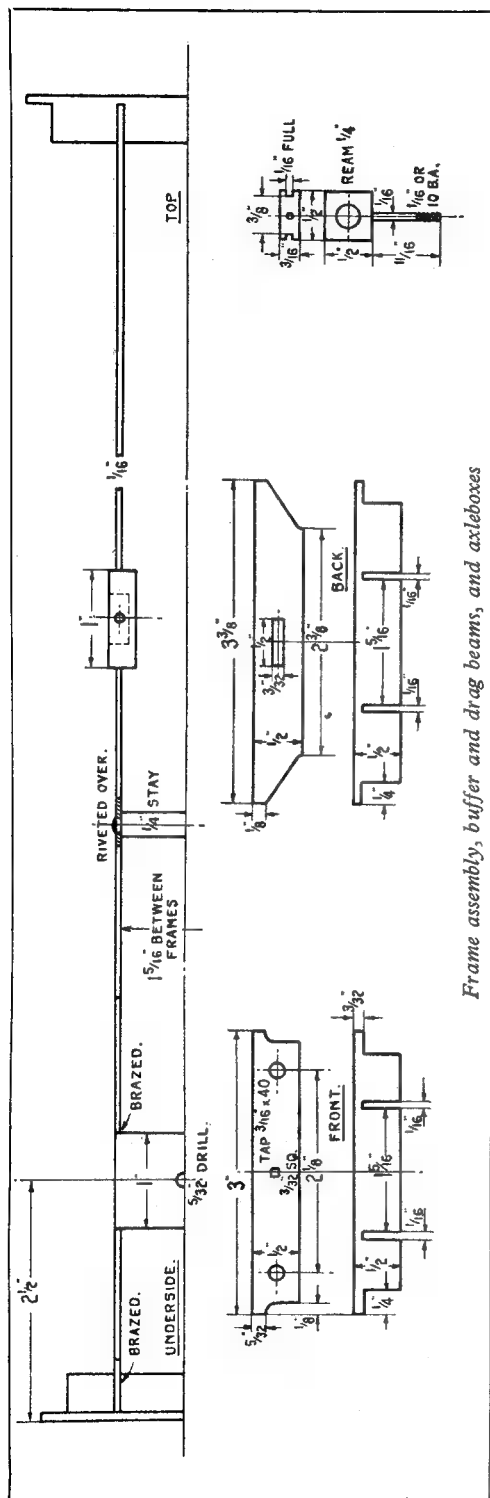 2 1/2"
BRAZED.
UNDERSIDE.
1"
5/32" DRILL.
BRAZED.
1 5/16" BETWEEN
FRAMES
RIVETED OVER.
1/4" STAY
1"
1/16"
TOP
3"
5/32"
1/8"
1/2"
TAP 3/16" x 40
3/32" SQ.
2 1/8"
FRONT.
3/32"
1/4"
1/2"
1/16"
1 5/16"
1/16"
3 3/8"
1/8"
1/2"
3/32"
1/2"
2 3/8"
BACK.
1/4"
1/2"
1/16"
1 5/16"
1/16"
3/8"
1/16" FULL
3/16"
1/2"
1/2"
REAM 1/4"
1/16"
11/16"
1/16" OR
10 B.A.
Frame assembly, buffer and drag beams, and axleboxes